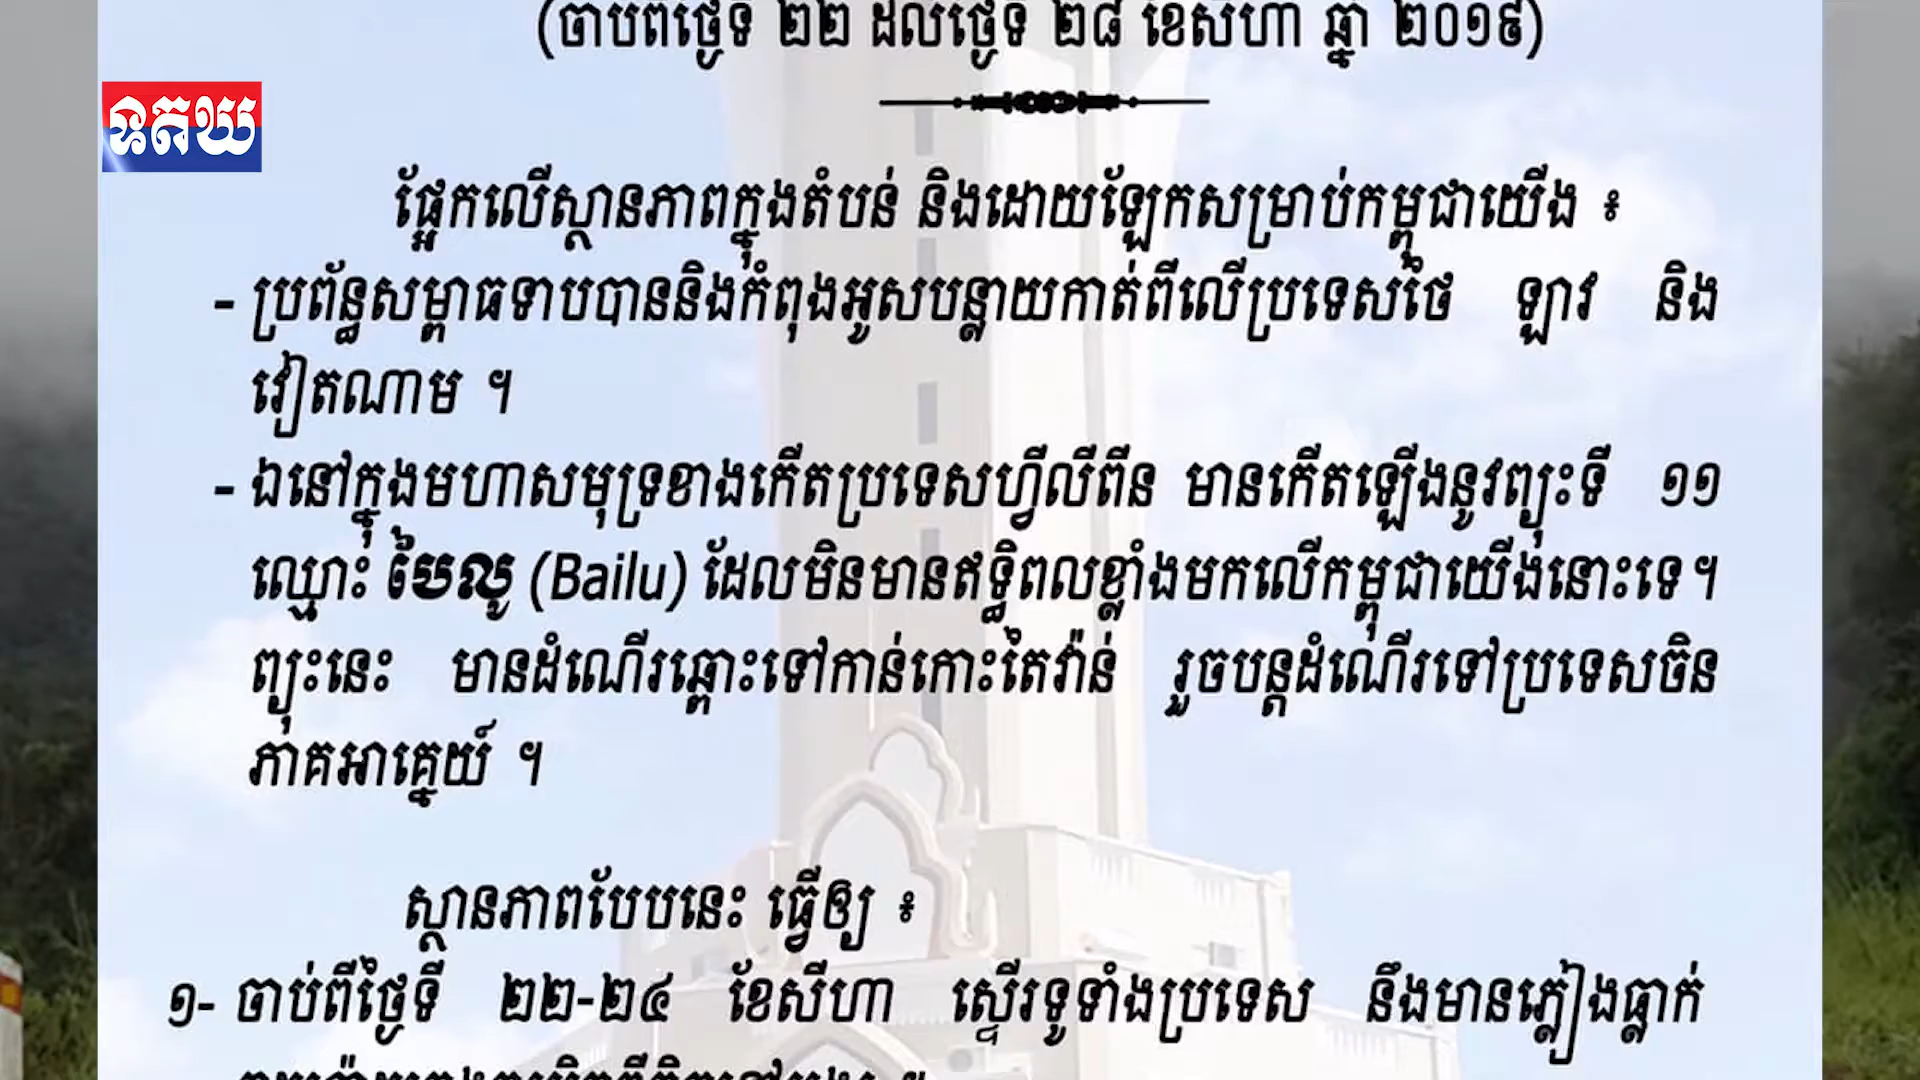 (ចាប់ពីថ្ងៃទី ២២ ដល់ថ្ងៃទី ២៨ ខែសីហា ឆ្នាំ ២០១៩)
ឧតយ
ផ្អែកលើស្ថានភាពក្នុងតំបន់ និងដោយឡែកសម្រាប់កម្ពុជាយើង ៖
- ប្រព័ន្ធសម្ពាធទាបបាននិងកំពុងអូសបន្លាយកាត់ពីលើប្រទេសថៃ ឡាវ និង
វៀតណាម ។
- ឯនៅក្នុងមហាសមុទ្រខាងកើតប្រទេសហ្វីលីពីន មានកើតឡើងនូវព្យុះទី ១១
ឈ្មោះ បៃលូ (Bailu) ដែលមិនមានឥទ្ធិពលខ្លាំងមកលើកម្ពុជាយើងនោះទេ។
ព្យុះនេះ មានដំណើរឆ្ពោះទៅកាន់កោះតៃវ៉ាន់ រួចបន្តដំណើរទៅប្រទេសចិន
ភាគអាគ្នេយ៍ ។
ស្ថានភាពបែបនេះ ធ្វើឲ្យ ៖
១- ចាប់ពីថ្ងៃទី ២២-២៤ ខែសីហា ស្ទើរទូទាំងប្រទេស នឹងមានភ្លៀងធ្លាក់